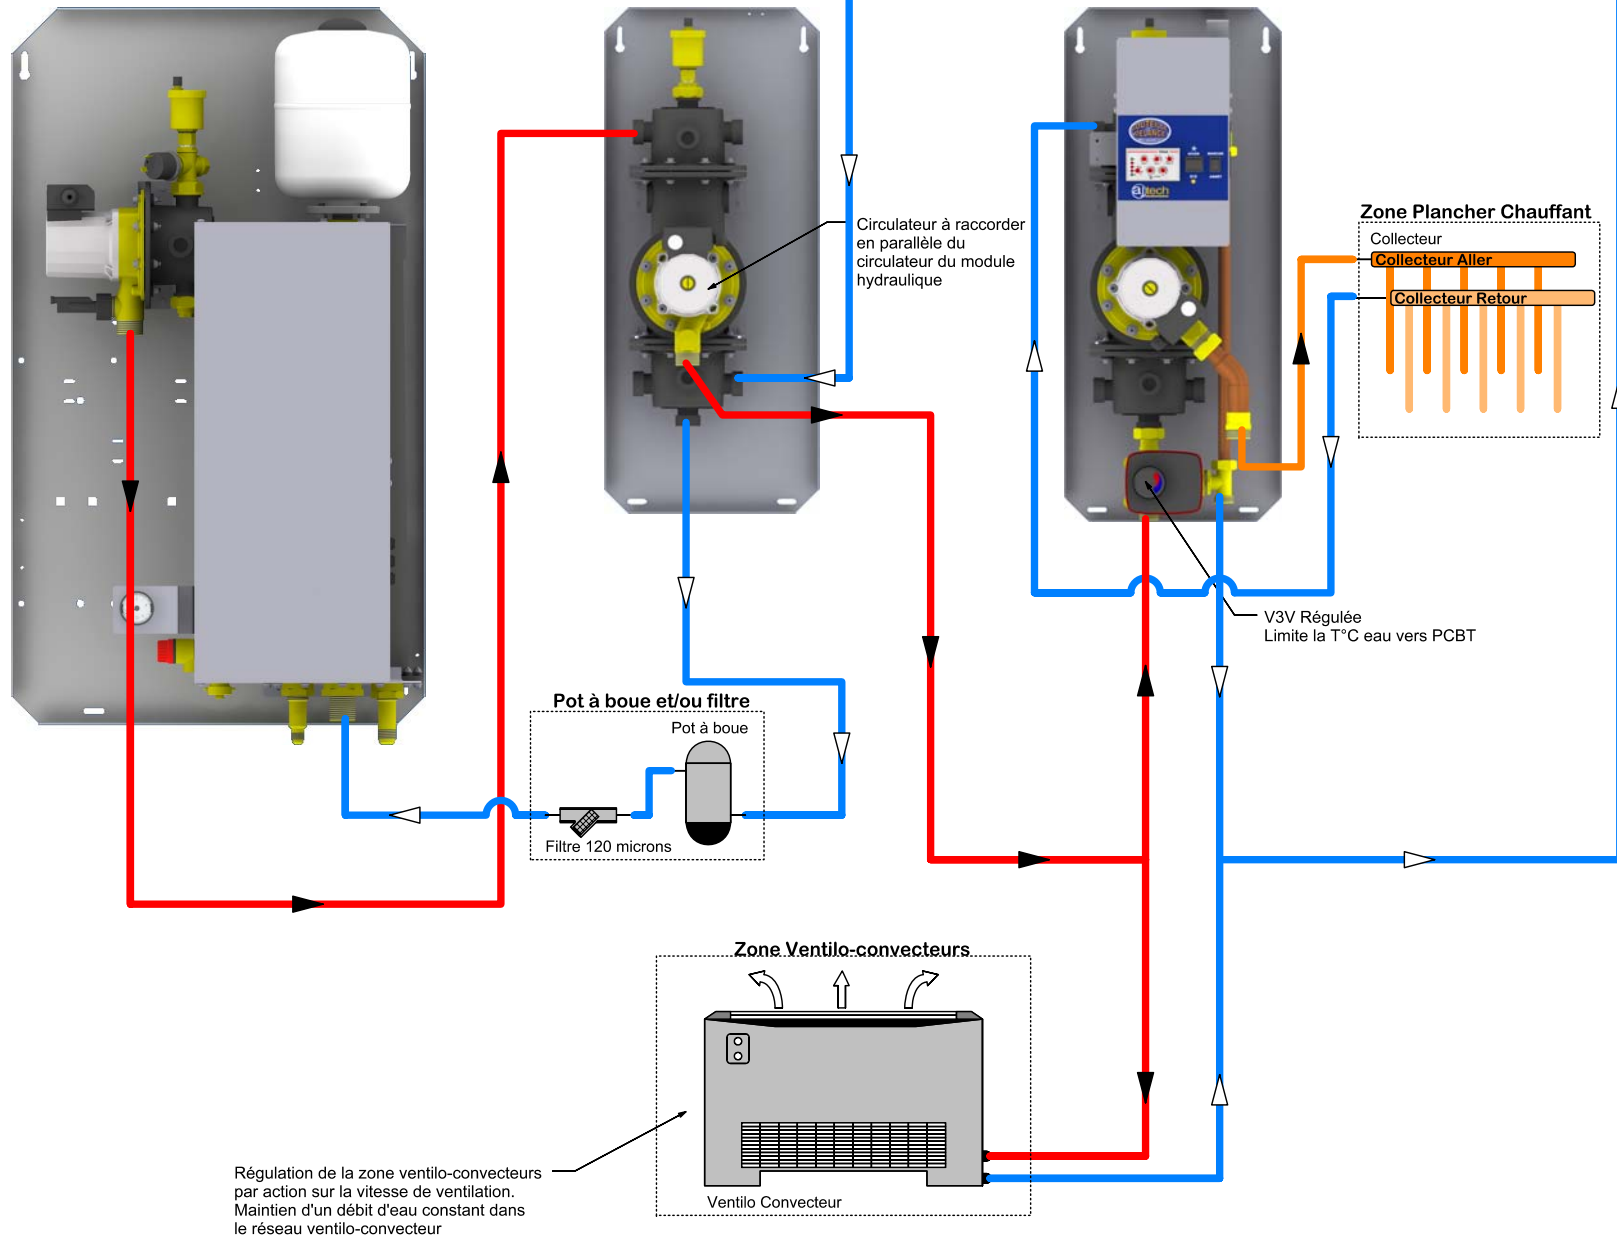 Circulateur à raccorder
en parallèle du
circulateur du module
hydraulique
ajtech
Zone Plancher Chauffant
Collecteur
Collecteur Aller
Collecteur Retour
V3V Régulée
Limite la T°C eau vers PCBT
Pot à boue et/ou filtre
Pot à boue
Filtre 120 microns
Zone Ventilo-convecteurs
Ventilo Convecteur
Régulation de la zone ventilo-convecteurs
par action sur la vitesse de ventilation.
Maintien d'un débit d'eau constant dans
le réseau ventilo-convecteur